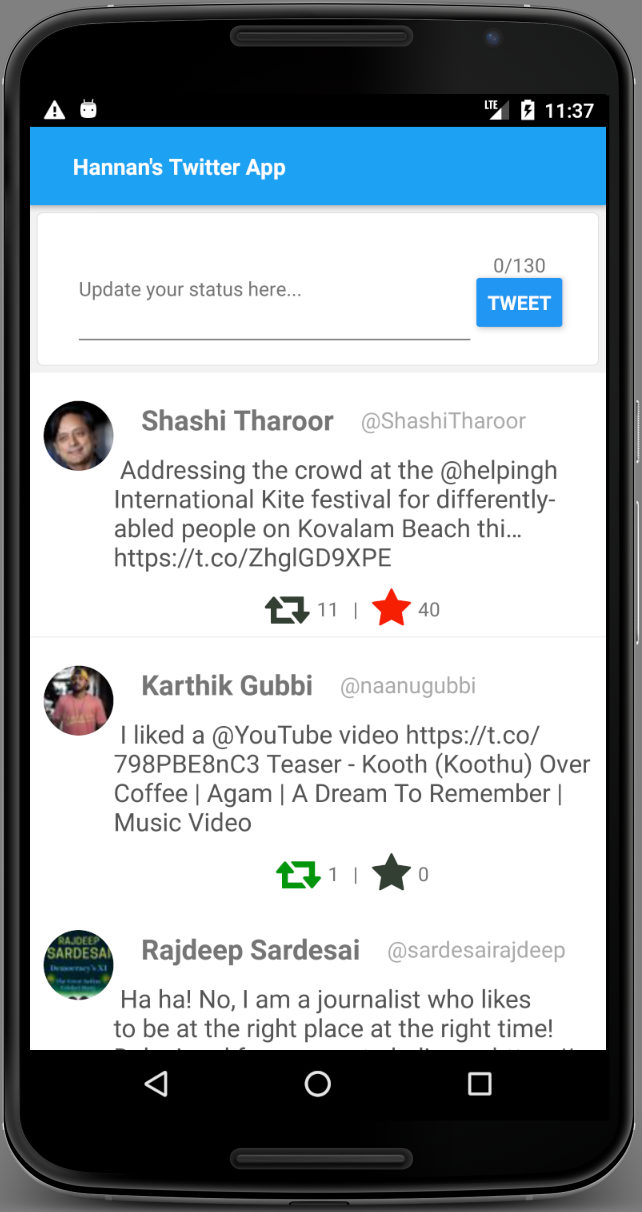 LTE 11:37
Hannan's Twitter App
0/130
Update your status here...
TWEET
Shashi Tharoor @ShashiTharoor
Addressing the crowd at the @helpingh
International Kite festival for differently-
abled people on Kovalam Beach thi…
https://t.co/ZhglGD9XPE
11 | 40
Karthik Gubbi @naanugubbi
I liked a @YouTube video https://t.co/
798PBE8nC3 Teaser - Kooth (Koothu) Over
Coffee | Agam | A Dream To Remember |
Music Video
1 | 0
RAJDEEP
SARDESAI
Democracy's XI
Rajdeep Sardesai @sardesairajdeep
Ha ha! No, I am a journalist who likes
to be at the right place at the right time!